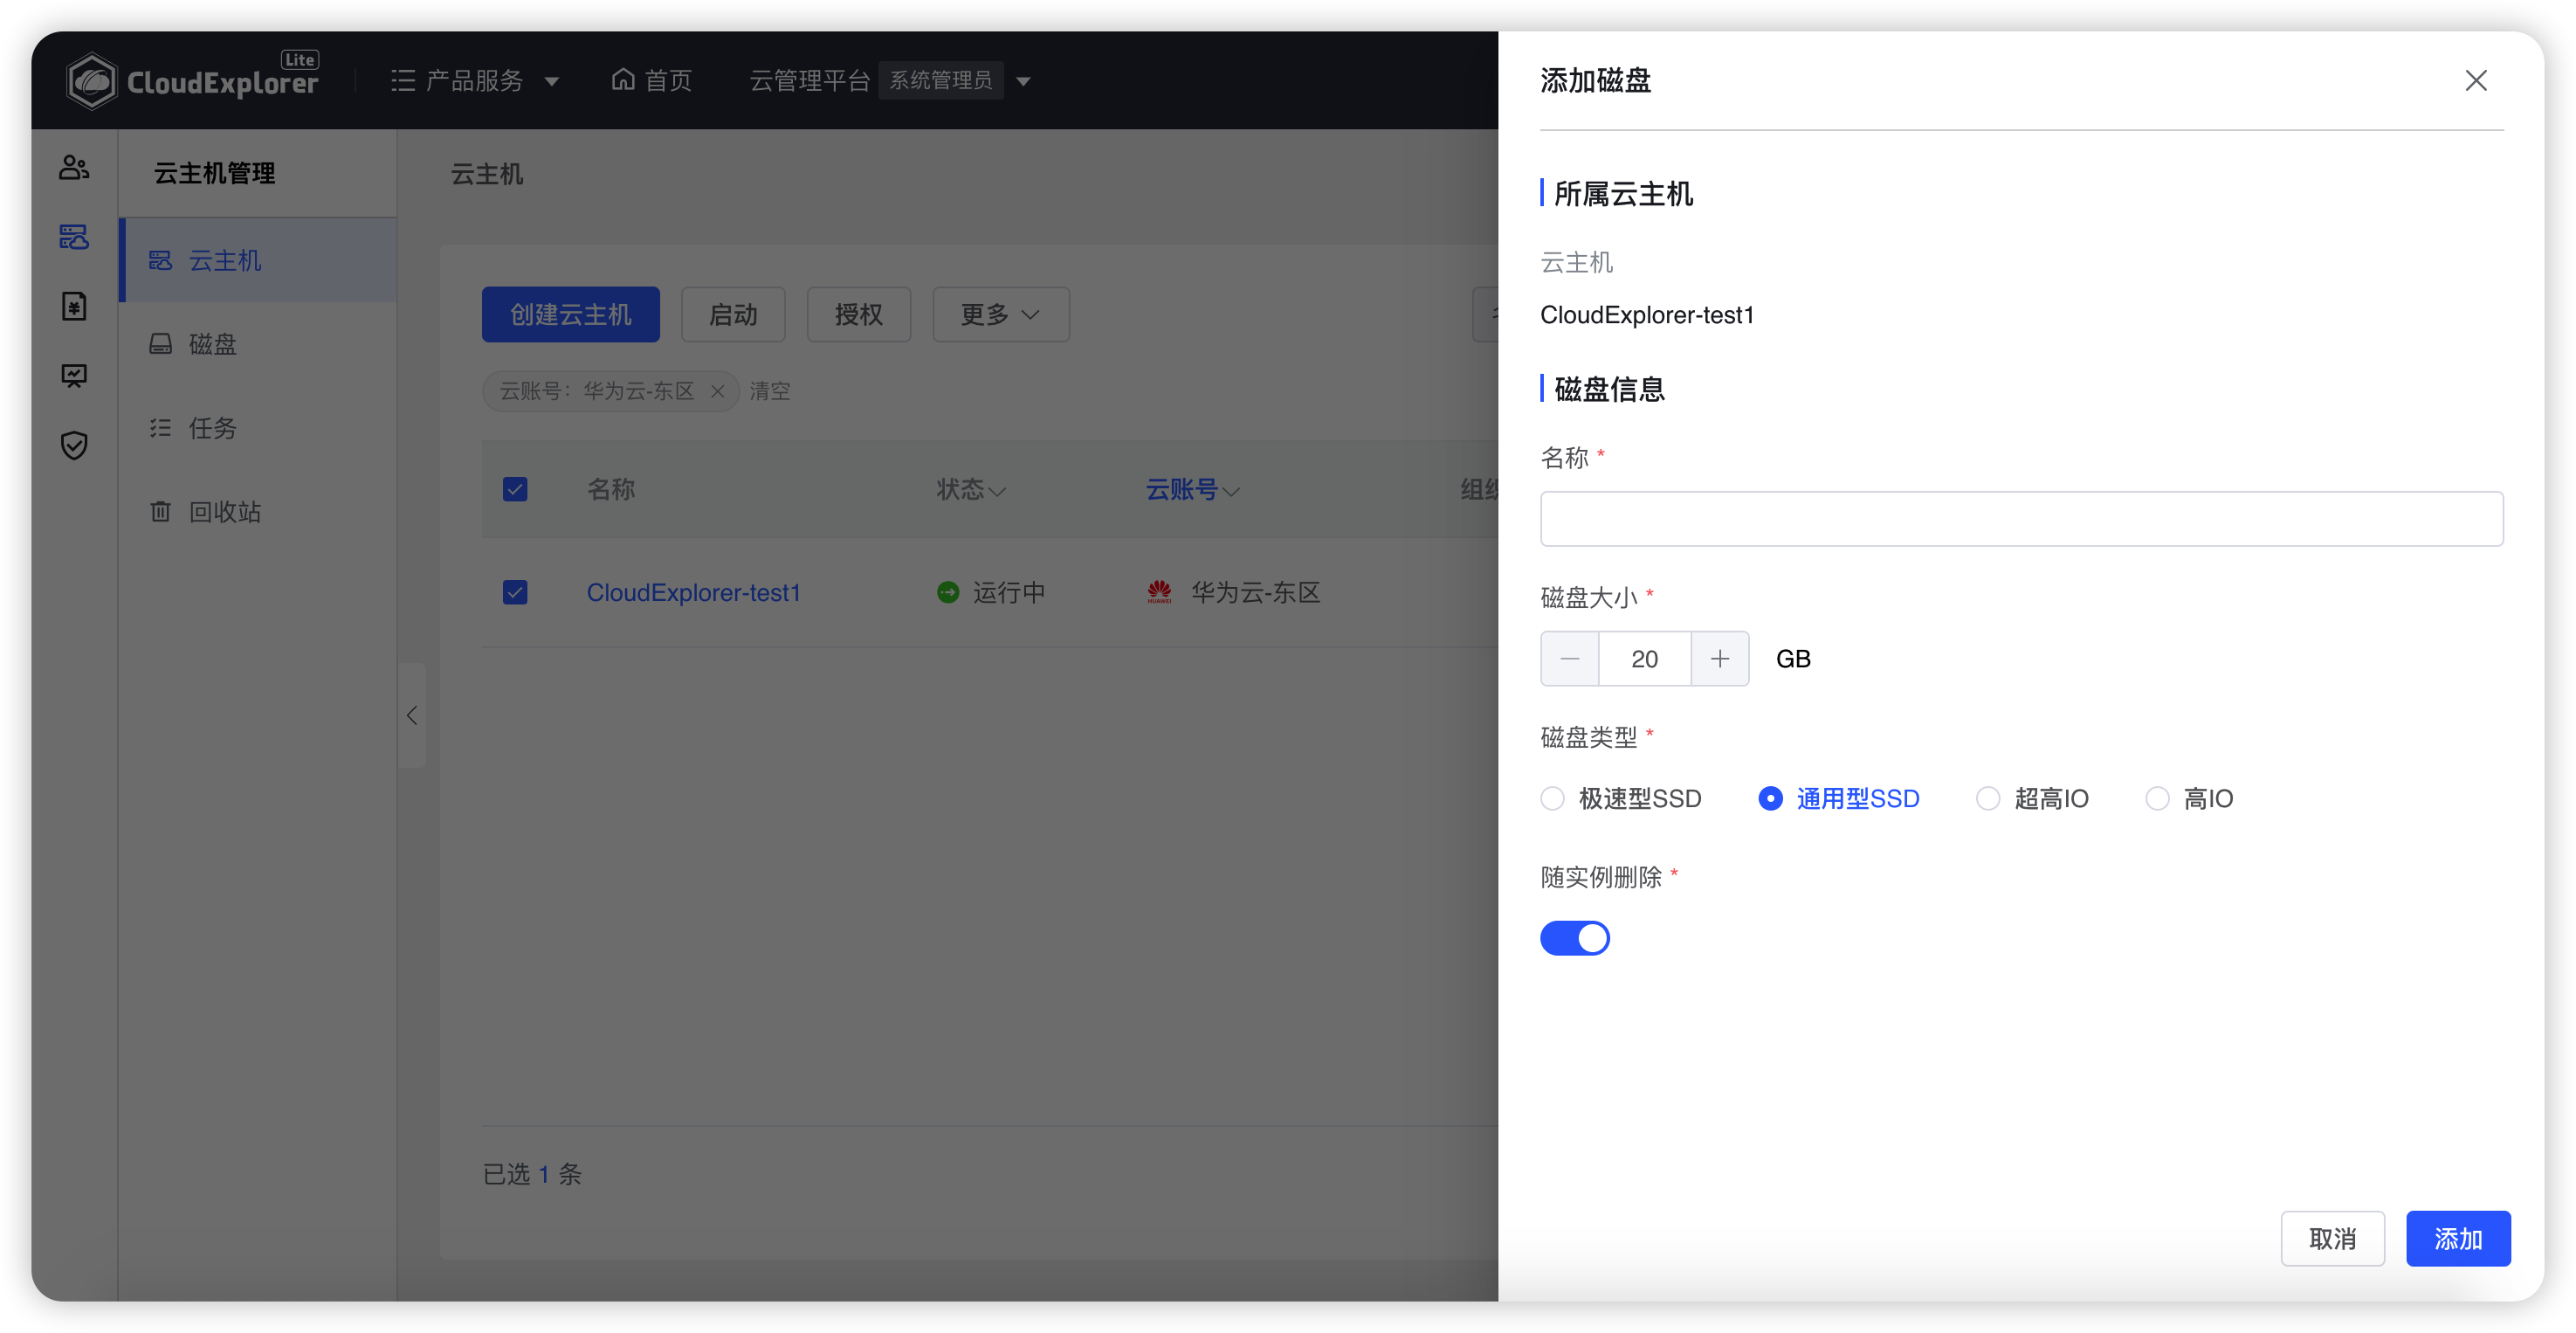 CloudExplorer Lite
产品服务
首页
云管理平台 系统管理员
云主机管理
云主机
磁盘
任务
回收站
云主机
创建云主机 启动 授权 更多
云账号: 华为云-东区 清空
名称 状态 云账号
CloudExplorer-test1 运行中 HUAWEI 华为云-东区
已选 1 条
添加磁盘
所属云主机
云主机
CloudExplorer-test1
磁盘信息
名称 *
磁盘大小 *
20 GB
磁盘类型 *
极速型SSD 通用型SSD 超高IO 高IO
随实例删除 *
取消 添加